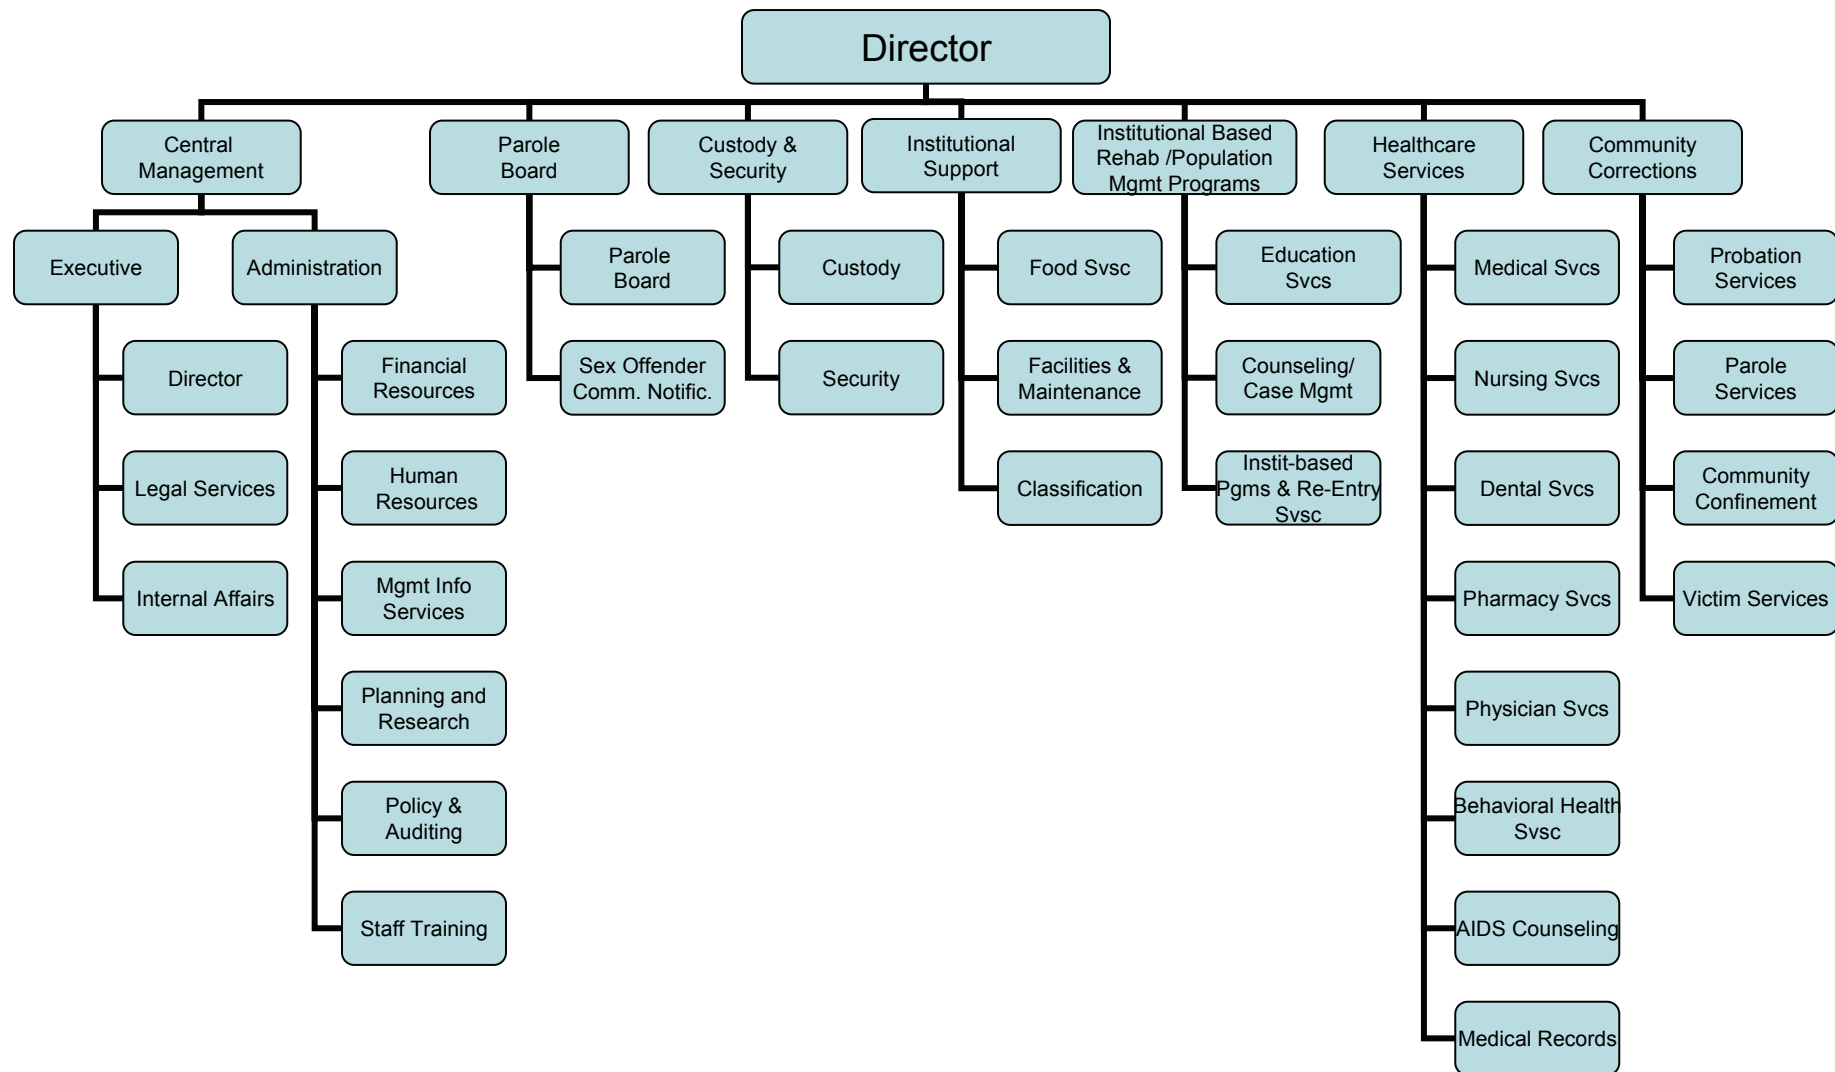 Director
Central
Management
Parole
Board
Custody &
Security
Institutional
Support
Institutional Based
Rehab /Population
Mgmt Programs
Healthcare
Services
Community
Corrections
Executive
Administration
Parole
Board
Custody
Food Svsc
Education
Svcs
Medical Svcs
Probation
Services
Director
Financial
Resources
Sex Offender
Comm. Notific.
Security
Facilities &
Maintenance
Counseling/
Case Mgmt
Nursing Svcs
Parole
Services
Legal Services
Human
Resources
Classification
Instit-based
Pgms & Re-Entry
Svsc
Dental Svcs
Community
Confinement
Internal Affairs
Mgmt Info
Services
Pharmacy Svcs
Victim Services
Planning and
Research
Physician Svcs
Policy &
Auditing
Behavioral Health
Svsc
Staff Training
AIDS Counseling
Medical Records